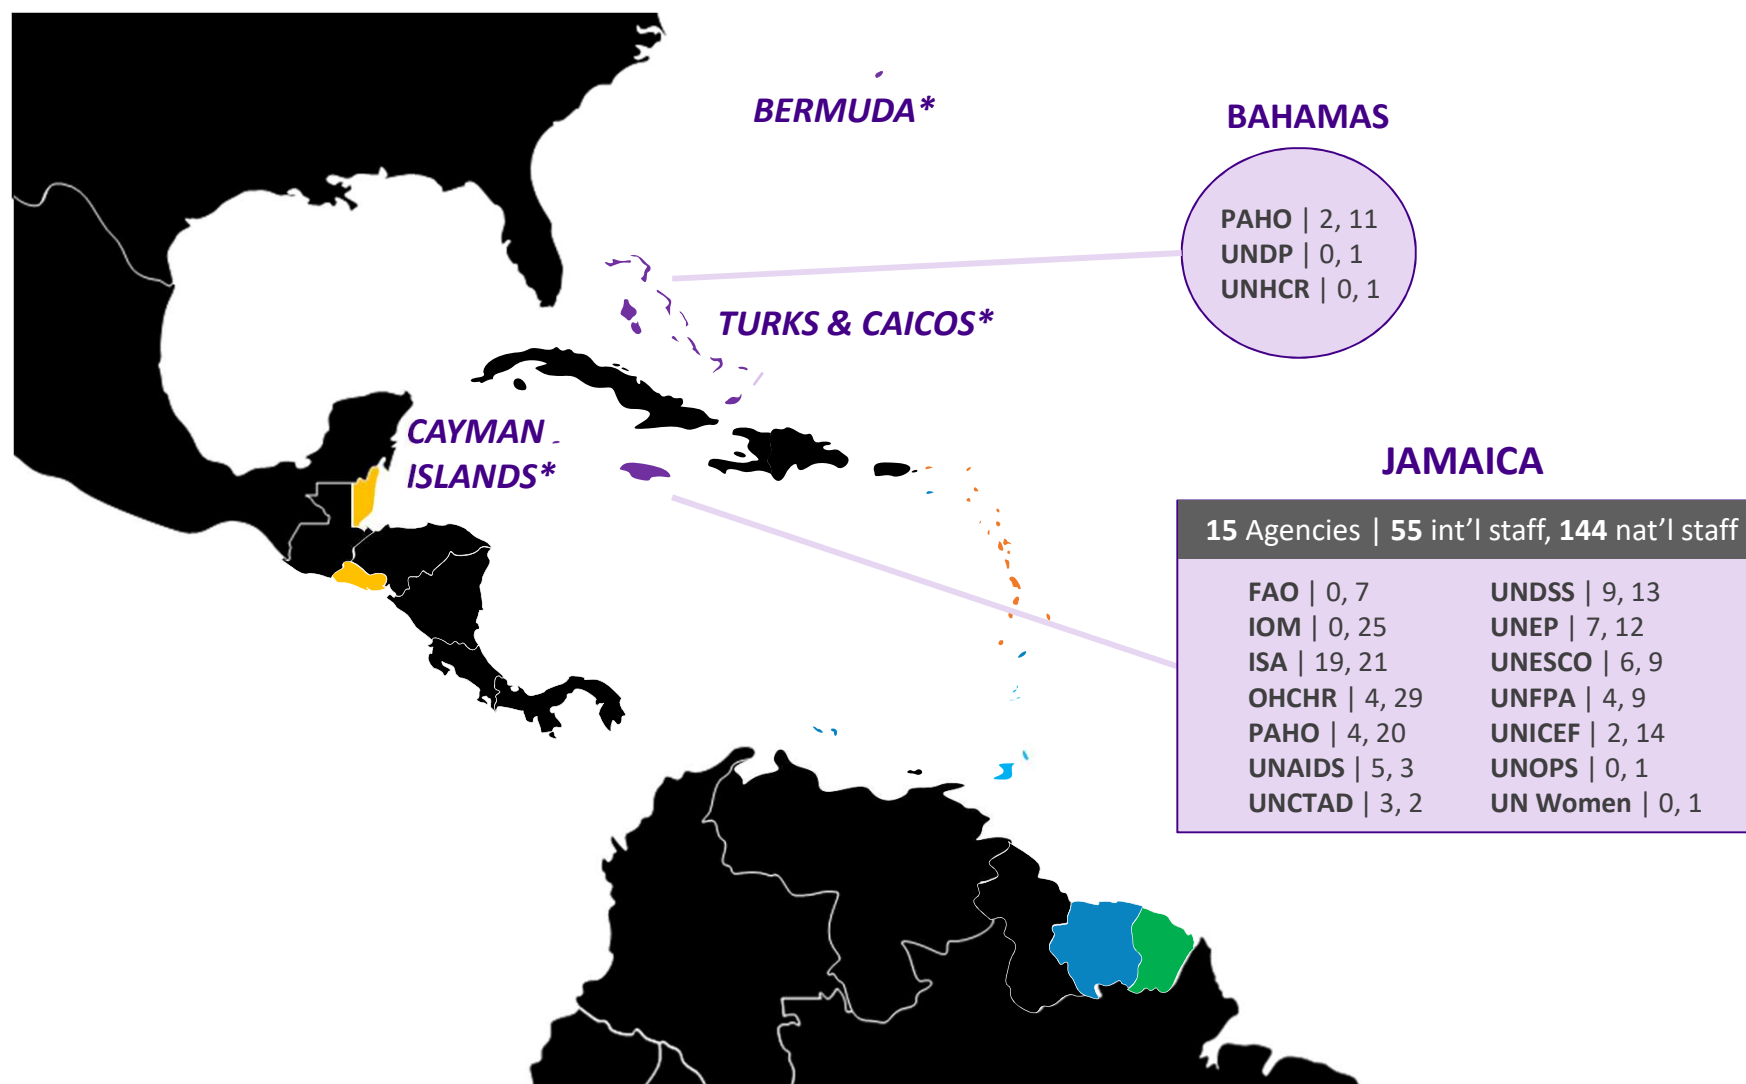 BERMUDA*
BAHAMAS
PAHO | 2, 11
UNDP | 0, 1
UNHCR | 0, 1
TURKS & CAICOS*
CAYMAN
ISLANDS*
JAMAICA
15 Agencies | 55 int’l staff, 144 nat’l staff
FAO | 0, 7
IOM | 0, 25
ISA | 19, 21
OHCHR | 4, 29
PAHO | 4, 20
UNAIDS | 5, 3
UNCTAD | 3, 2
UNDSS | 9, 13
UNEP | 7, 12
UNESCO | 6, 9
UNFPA | 4, 9
UNICEF | 2, 14
UNOPS | 0, 1
UN Women | 0, 1